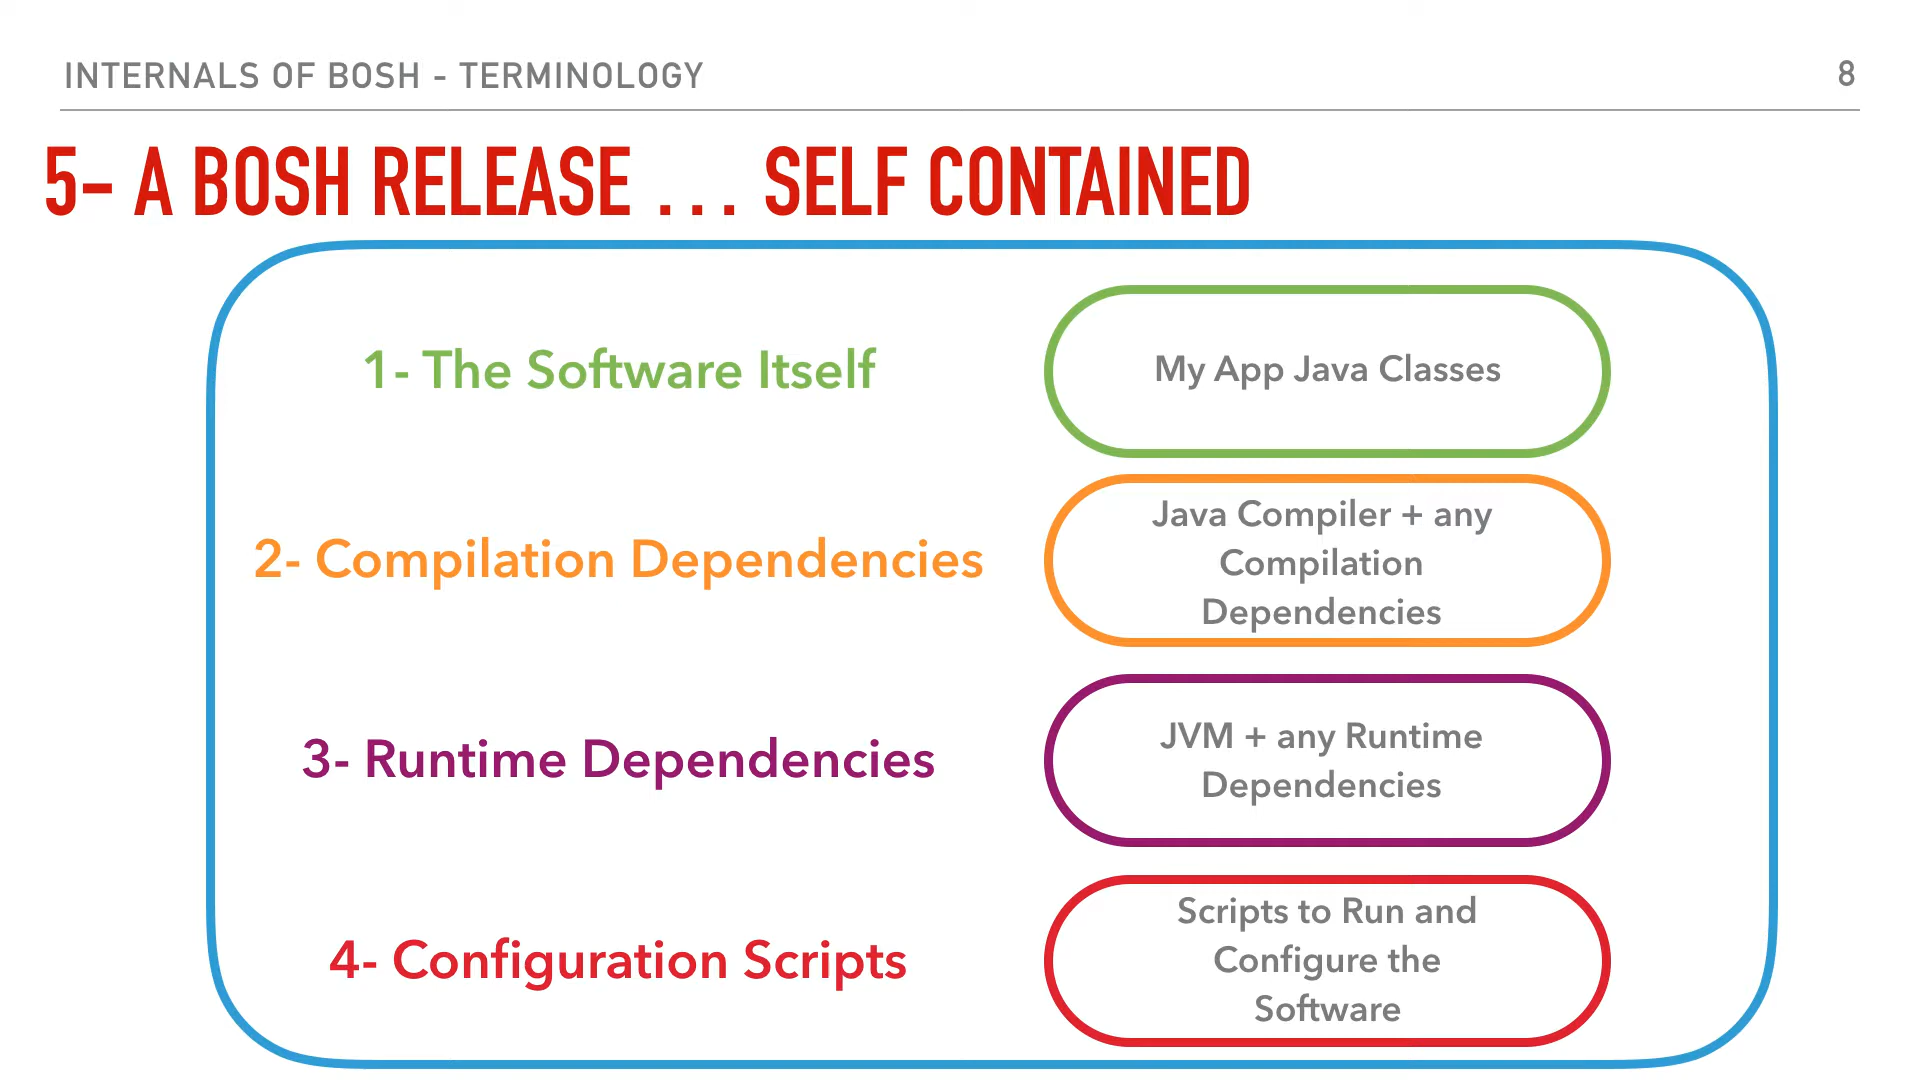 INTERNALS OF BOSH - TERMINOLOGY
8
5- A BOSH RELEASE ... SELF CONTAINED
1- The Software Itself
My App Java Classes
2- Compilation Dependencies
Java Compiler + any
Compilation
Dependencies
3- Runtime Dependencies
JVM + any Runtime
Dependencies
4- Configuration Scripts
Scripts to Run and
Configure the
Software